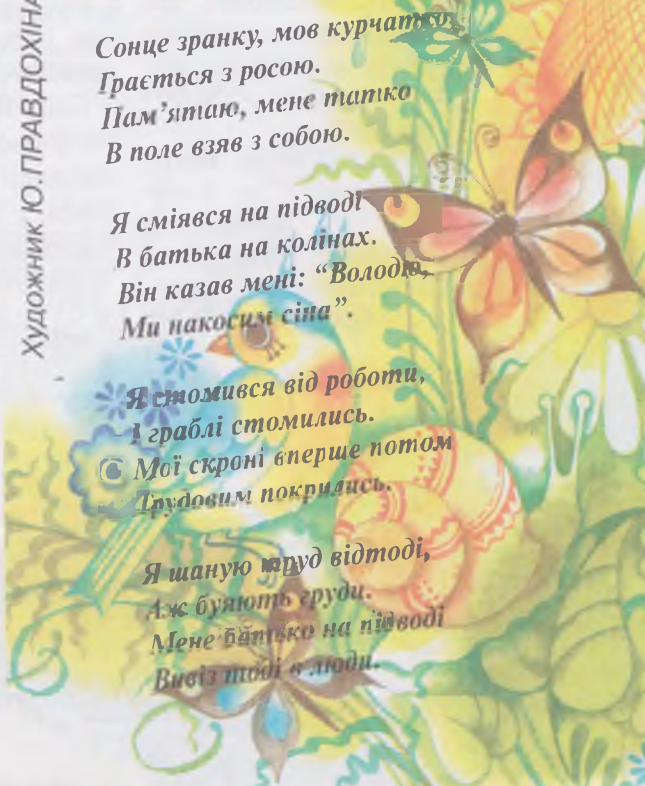 Художник Ю.ПРАВДОХІНА
Сонце зранку, мов курчатко,
Грається з росою.
Пам’ятаю, мене татко
В поле взяв з собою.
Я сміявся на підводі
В батька на колінах.
Він казав мені: “Володю,
Ми накосим сіна”.
Я стомився від роботи,
І граблі стомились.
Мої скроні вперше потом
Трудовим покрились.
Я шаную труд відтоді,
Аж буяють груди.
Мене батько на підводі
Вивіз тоді в люди.